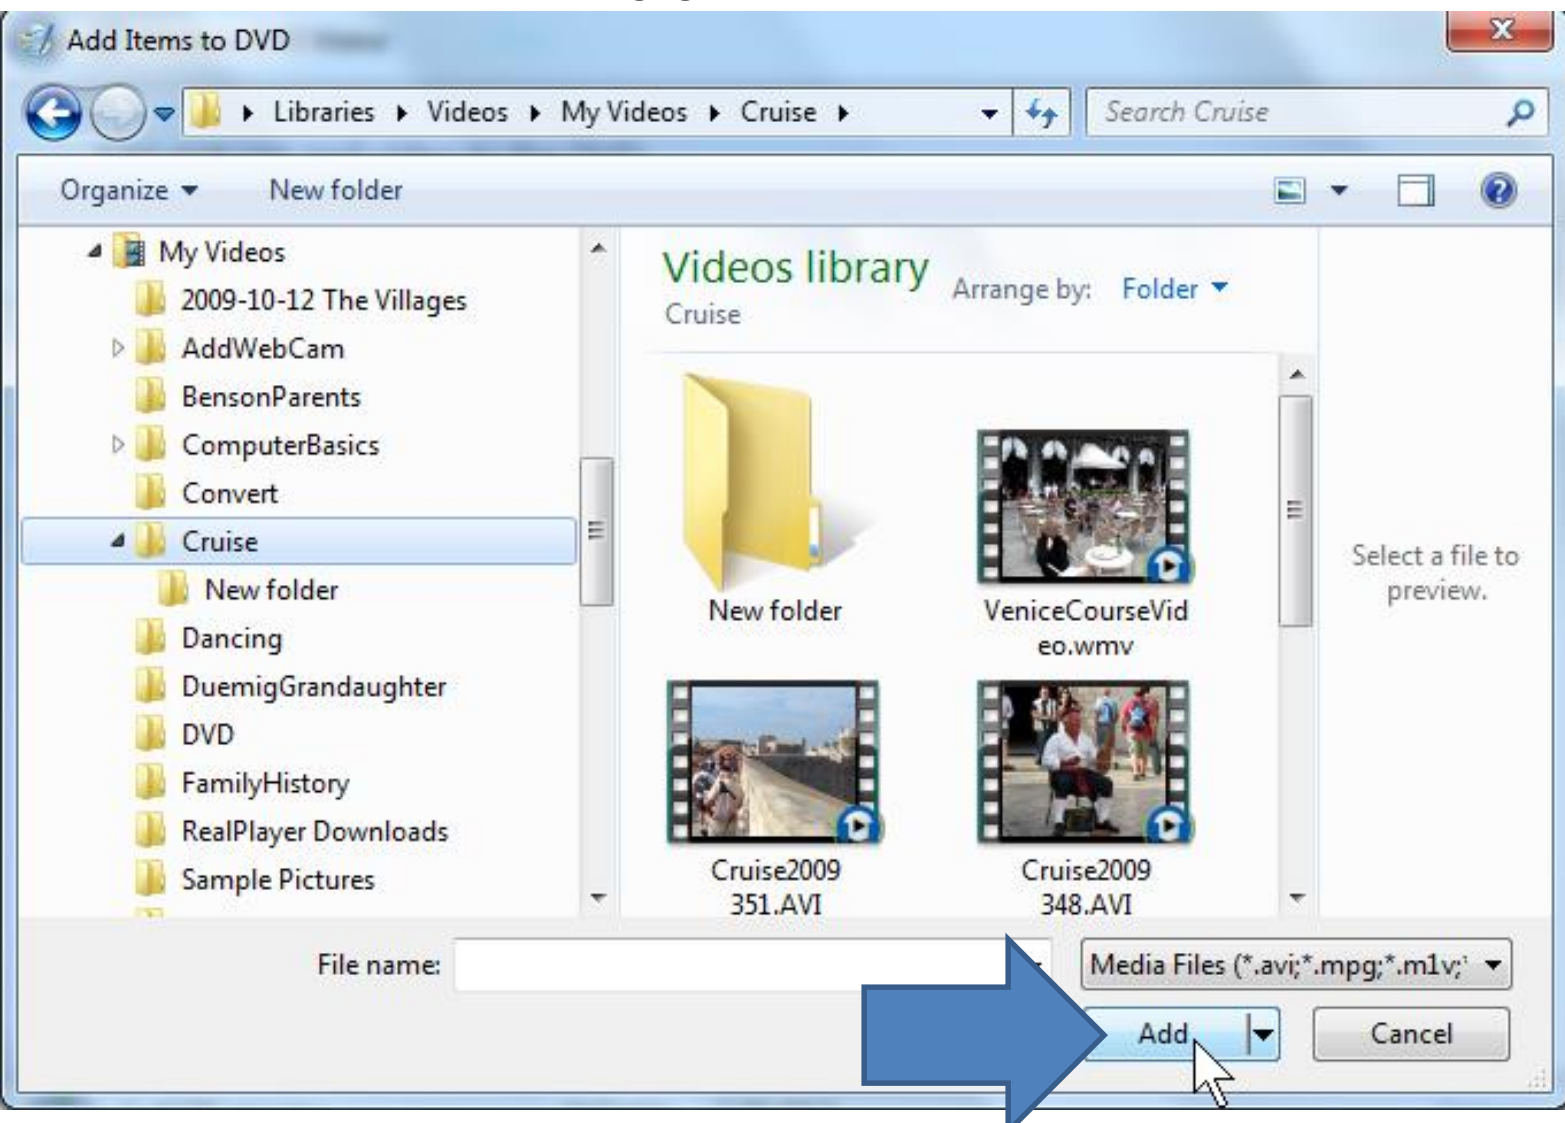 Add Items to DVD
Libraries Videos My Videos Cruise
Search Cruise
Organize New folder
My Videos
2009-10-12 The Villages
AddWebCam
BensonParents
ComputerBasics
Convert
Cruise
New folder
Dancing
DuemigGrandaughter
DVD
FamilyHistory
RealPlayer Downloads
Sample Pictures
Videos library
Cruise
Arrange by: Folder
New folder
VeniceCourseVid
eo.wmv
Cruise2009
351.AVI
Cruise2009
348.AVI
Select a file to
preview.
File name:
Media Files (*.avi;*.mpg;*.m1v;
Add
Cancel